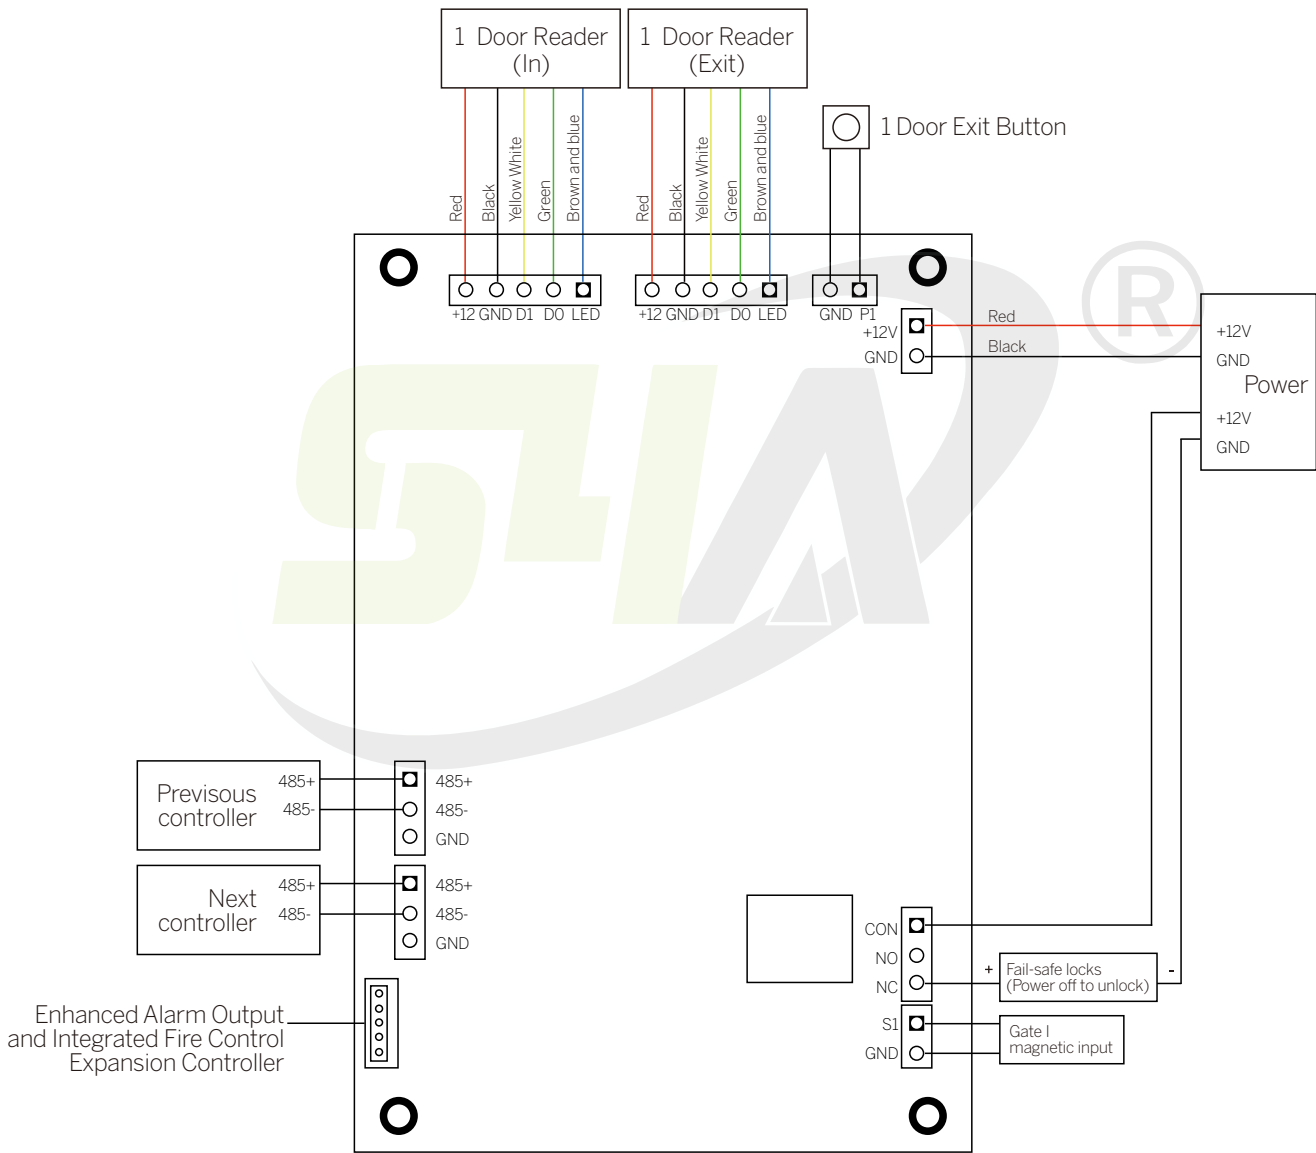 1 Door Reader
(In)
1 Door Reader
(Exit)
1 Door Exit Button
Red
Black
Yellow White
Green
Brown and blue
Red
Black
Yellow White
Green
Brown and blue
+12 GND D1 D0 LED
+12 GND D1 D0 LED
GND P1
+12V
GND
Red
Black
+12V
GND
Power
+12V
GND
S4A
®
Previsous
controller
485+
485-
485+
485-
GND
Next
controller
485+
485-
485+
485-
GND
Enhanced Alarm Output
and Integrated Fire Control
Expansion Controller
CON
NO
NC
+
Fail-safe locks
(Power off to unlock)
-
S1
GND
Gate I
magnetic input